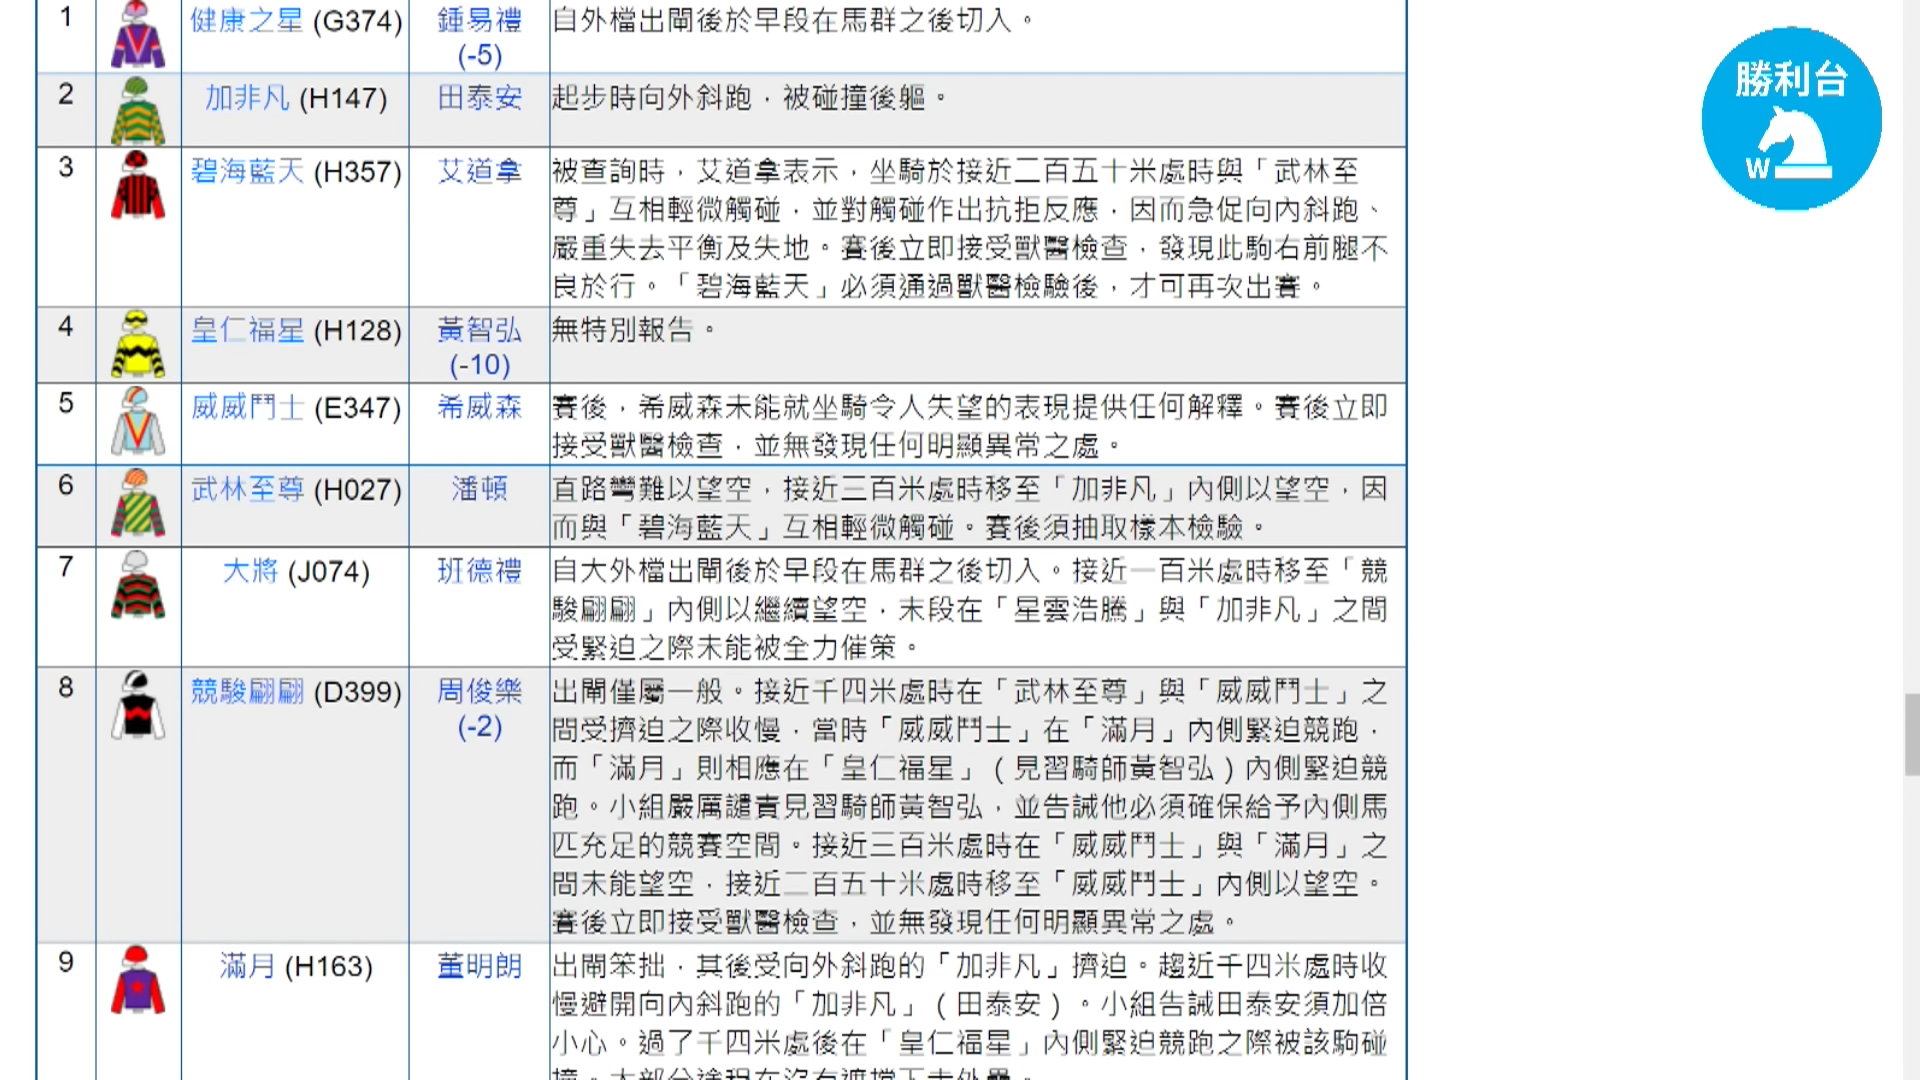 1 健康之星 (G374) 鍾易禮 自外檔出閘後於早段在馬群之後切入。
(-5)
2 加非凡 (H147) 田泰安 起步時向外斜跑，被碰撞後軀。
3 碧海藍天 (H357) 艾道拿 被查詢時，艾道拿表示，坐騎於接近二百五十米處時與「武林至
尊」互相輕微觸碰，並對觸碰作出抗拒反應，因而急促向內斜跑、
嚴重失去平衡及失地。賽後立即接受獸醫檢查，發現此駒右前腿不
良於行。「碧海藍天」必須通過獸醫檢驗後，才可再次出賽。
4 皇仁福星 (H128) 黃智弘 無特別報告。
(-10)
5 威威鬥士 (E347) 希威森 賽後，希威森未能就坐騎令人失望的表現提供任何解釋。賽後立即
接受獸醫檢查，並無發現任何明顯異常之處。
6 武林至尊 (H027) 潘頓 直路彎難以望空，接近三百米處時移至「加非凡」內側以望空，因
而與「碧海藍天」互相輕微觸碰。賽後須抽取樣本檢驗。
7 大將 (J074) 班德禮 自大外檔出閘後於早段在馬群之後切入。接近一百米處時移至「競
駿翩翩」內側以繼續望空，末段在「星雲浩騰」與「加非凡」之間
受緊迫之際未能被全力催策。
8 競駿翩翩 (D399) 周俊樂 出閘僅屬一般。接近千四米處時在「武林至尊」與「威威鬥士」之
(-2) 間受擠迫之際收慢，當時「威威鬥士」在「滿月」內側緊迫競跑，
而「滿月」則相應在「皇仁福星」（見習騎師黃智弘）內側緊迫競
跑。小組嚴厲譴責見習騎師黃智弘，並告誡他必須確保給予內側馬
匹充足的競賽空間。接近三百米處時在「威威鬥士」與「滿月」之
間未能望空，接近二百五十米處時移至「威威鬥士」內側以望空。
賽後立即接受獸醫檢查，並無發現任何明顯異常之處。
9 滿月 (H163) 董明朗 出閘笨拙，其後受向外斜跑的「加非凡」擠迫。趨近千四米處時收
慢避開向內斜跑的「加非凡」（田泰安）。小組告誡田泰安須加倍
小心。過了千四米處後在「皇仁福星」內側緊迫競跑之際被該駒碰
撞。大部分途程在沒有遮擋下走外疊。
勝利台
W